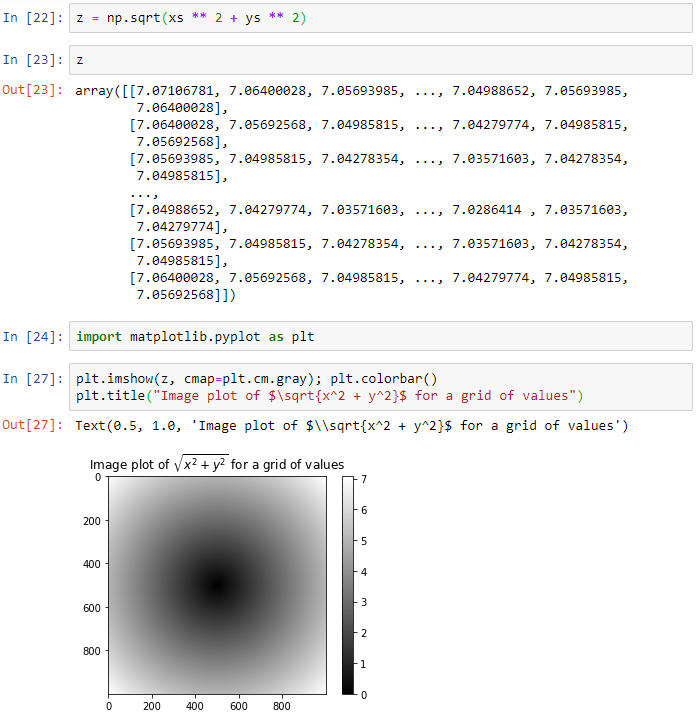 In [22]: z = np.sqrt(xs ** 2 + ys ** 2)
In [23]: z
Out[23]: array([[7.07106781, 7.06400028, 7.05693985, ..., 7.04988652, 7.05693985,
7.06400028],
[7.06400028, 7.05692568, 7.04985815, ..., 7.04279774, 7.04985815,
7.05692568],
[7.05693985, 7.04985815, 7.04278354, ..., 7.03571603, 7.04278354,
7.04985815],
...,
[7.04988652, 7.04279774, 7.03571603, ..., 7.0286414 , 7.03571603,
7.04279774],
[7.05693985, 7.04985815, 7.04278354, ..., 7.03571603, 7.04278354,
7.04985815],
[7.06400028, 7.05692568, 7.04985815, ..., 7.04279774, 7.04985815,
7.05692568]])
In [24]: import matplotlib.pyplot as plt
In [27]: plt.imshow(z, cmap=plt.cm.gray); plt.colorbar()
plt.title("Image plot of $\sqrt{x^2 + y^2}$ for a grid of values")
Out[27]: Text(0.5, 1.0, 'Image plot of $\\sqrt{x^2 + y^2}$ for a grid of values')
Image plot of √x² + y² for a grid of values
0
200
400
600
800
0 200 400 600 800
7
6
5
4
3
2
1
0